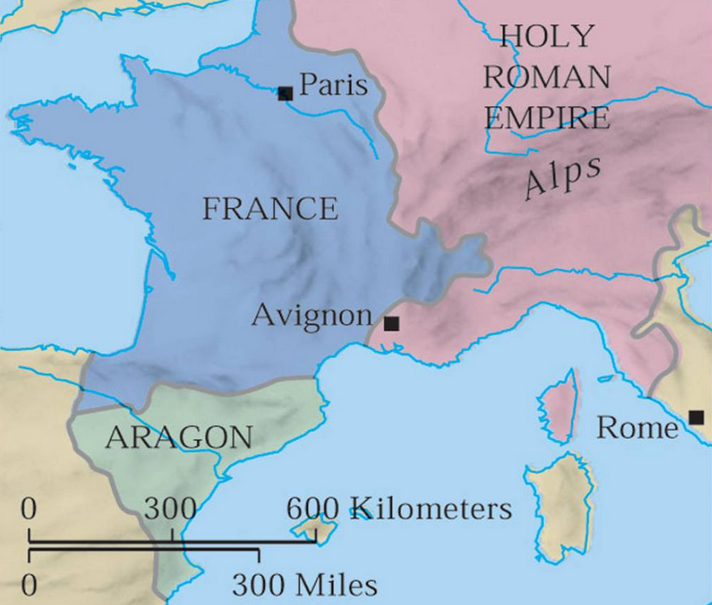 HOLY
ROMAN
EMPIRE
Paris
Alps
FRANCE
Avignon
Rome
ARAGON
0 300 600 Kilometers
0 300 Miles